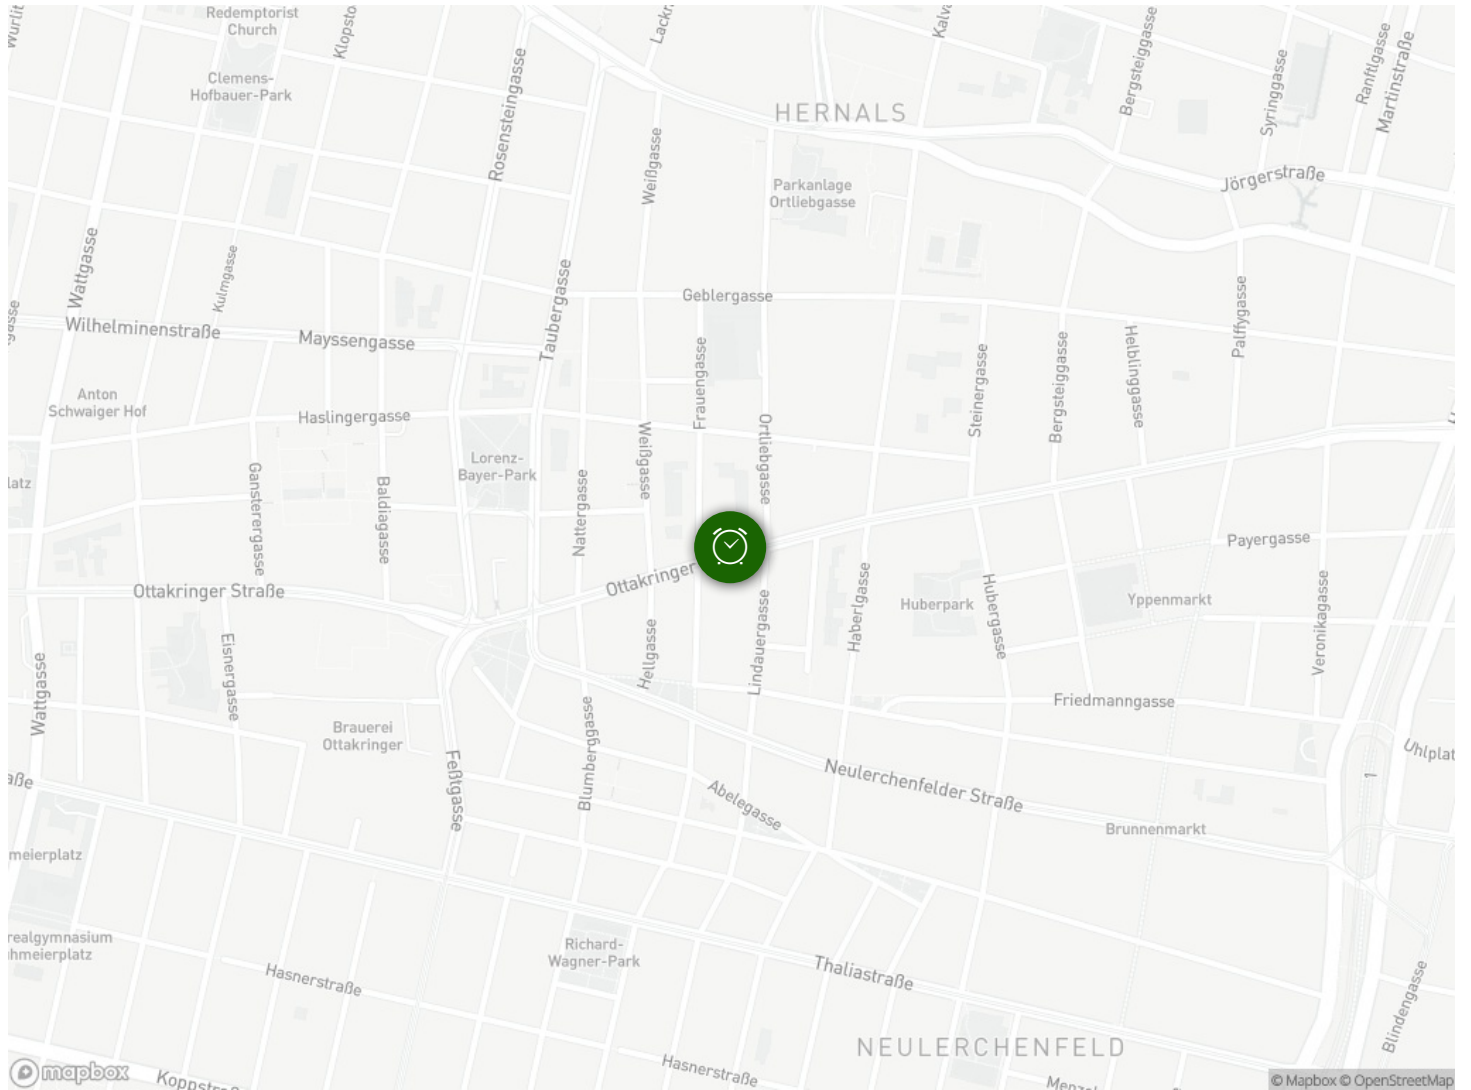 Redemptorist
Church
Clemens-
Hofbauer-Park
HERNALS
Rosensteingasse
Bergsteiggasse
Syringgasse
Ranftlgasse
Martinstraße
Weißgasse
Parkanlage
Ortliebgasse
Jörgerstraße
Wattgasse
Kulmgasse
Taubergasse
Geblergasse
Palffygasse
Wilhelminenstraße
Mayssengasse
Frauengasse
Steinergasse
Bergsteiggasse
Helblinggasse
Anton
Schwaiger Hof
Haslingergasse
Lorenz-
Bayer-Park
Weißgasse
Ortliebgasse
Gansterergasse
Baldiagasse
Nattergasse
Payergasse
Ottakringer Straße
Ottakringer
Haberlgasse
Huberpark
Hubergasse
Yppenmarkt
Veronikagasse
Eisnergasse
Hellgasse
Lindauergasse
Wattgasse
Friedmanngasse
Brauerei
Ottakringer
Feßtgasse
Blumberggasse
Abelegasse
Neulerchenfelder Straße
Brunnenmarkt
1
Thaliastraße
Richard-
Wagner-Park
Hasnerstraße
Hasnerstraße
Blindengasse
NEULERCHENFELD
mapbox
© Mapbox © OpenStreetMap